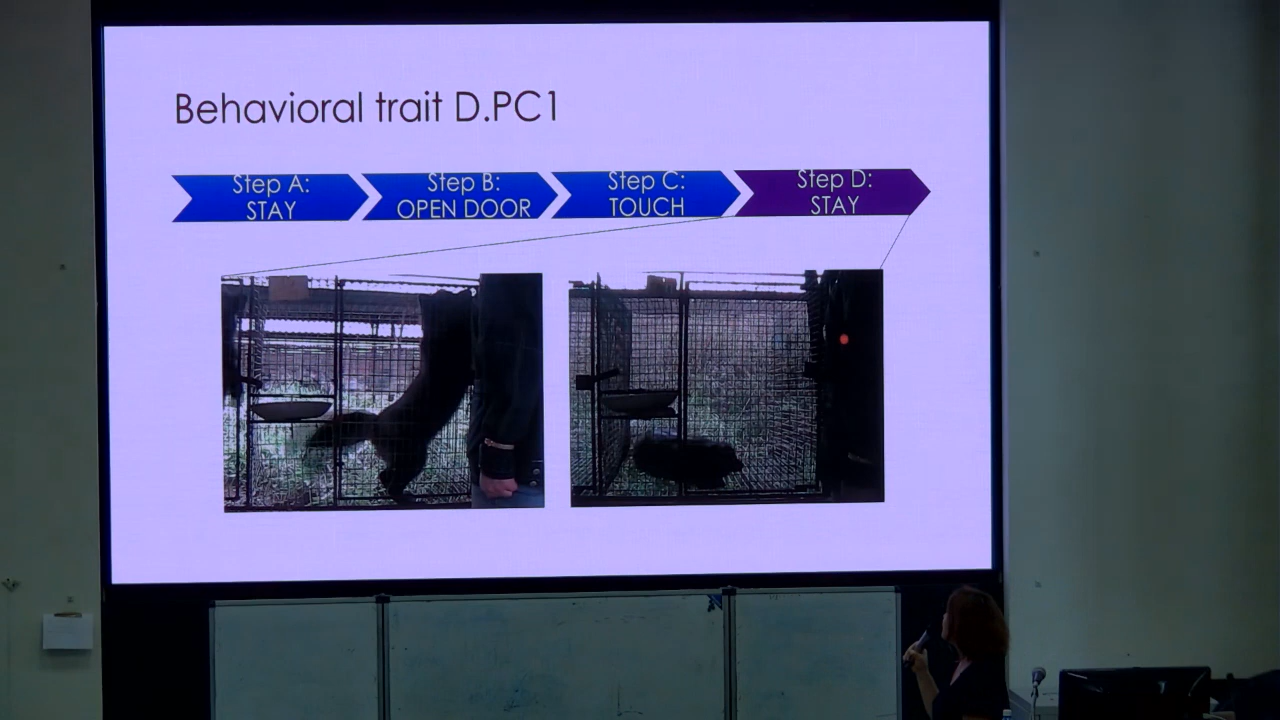 Behavioral trait D.PC1
Step A:
STAY
Step B:
OPEN DOOR
Step C:
TOUCH
Step D:
STAY